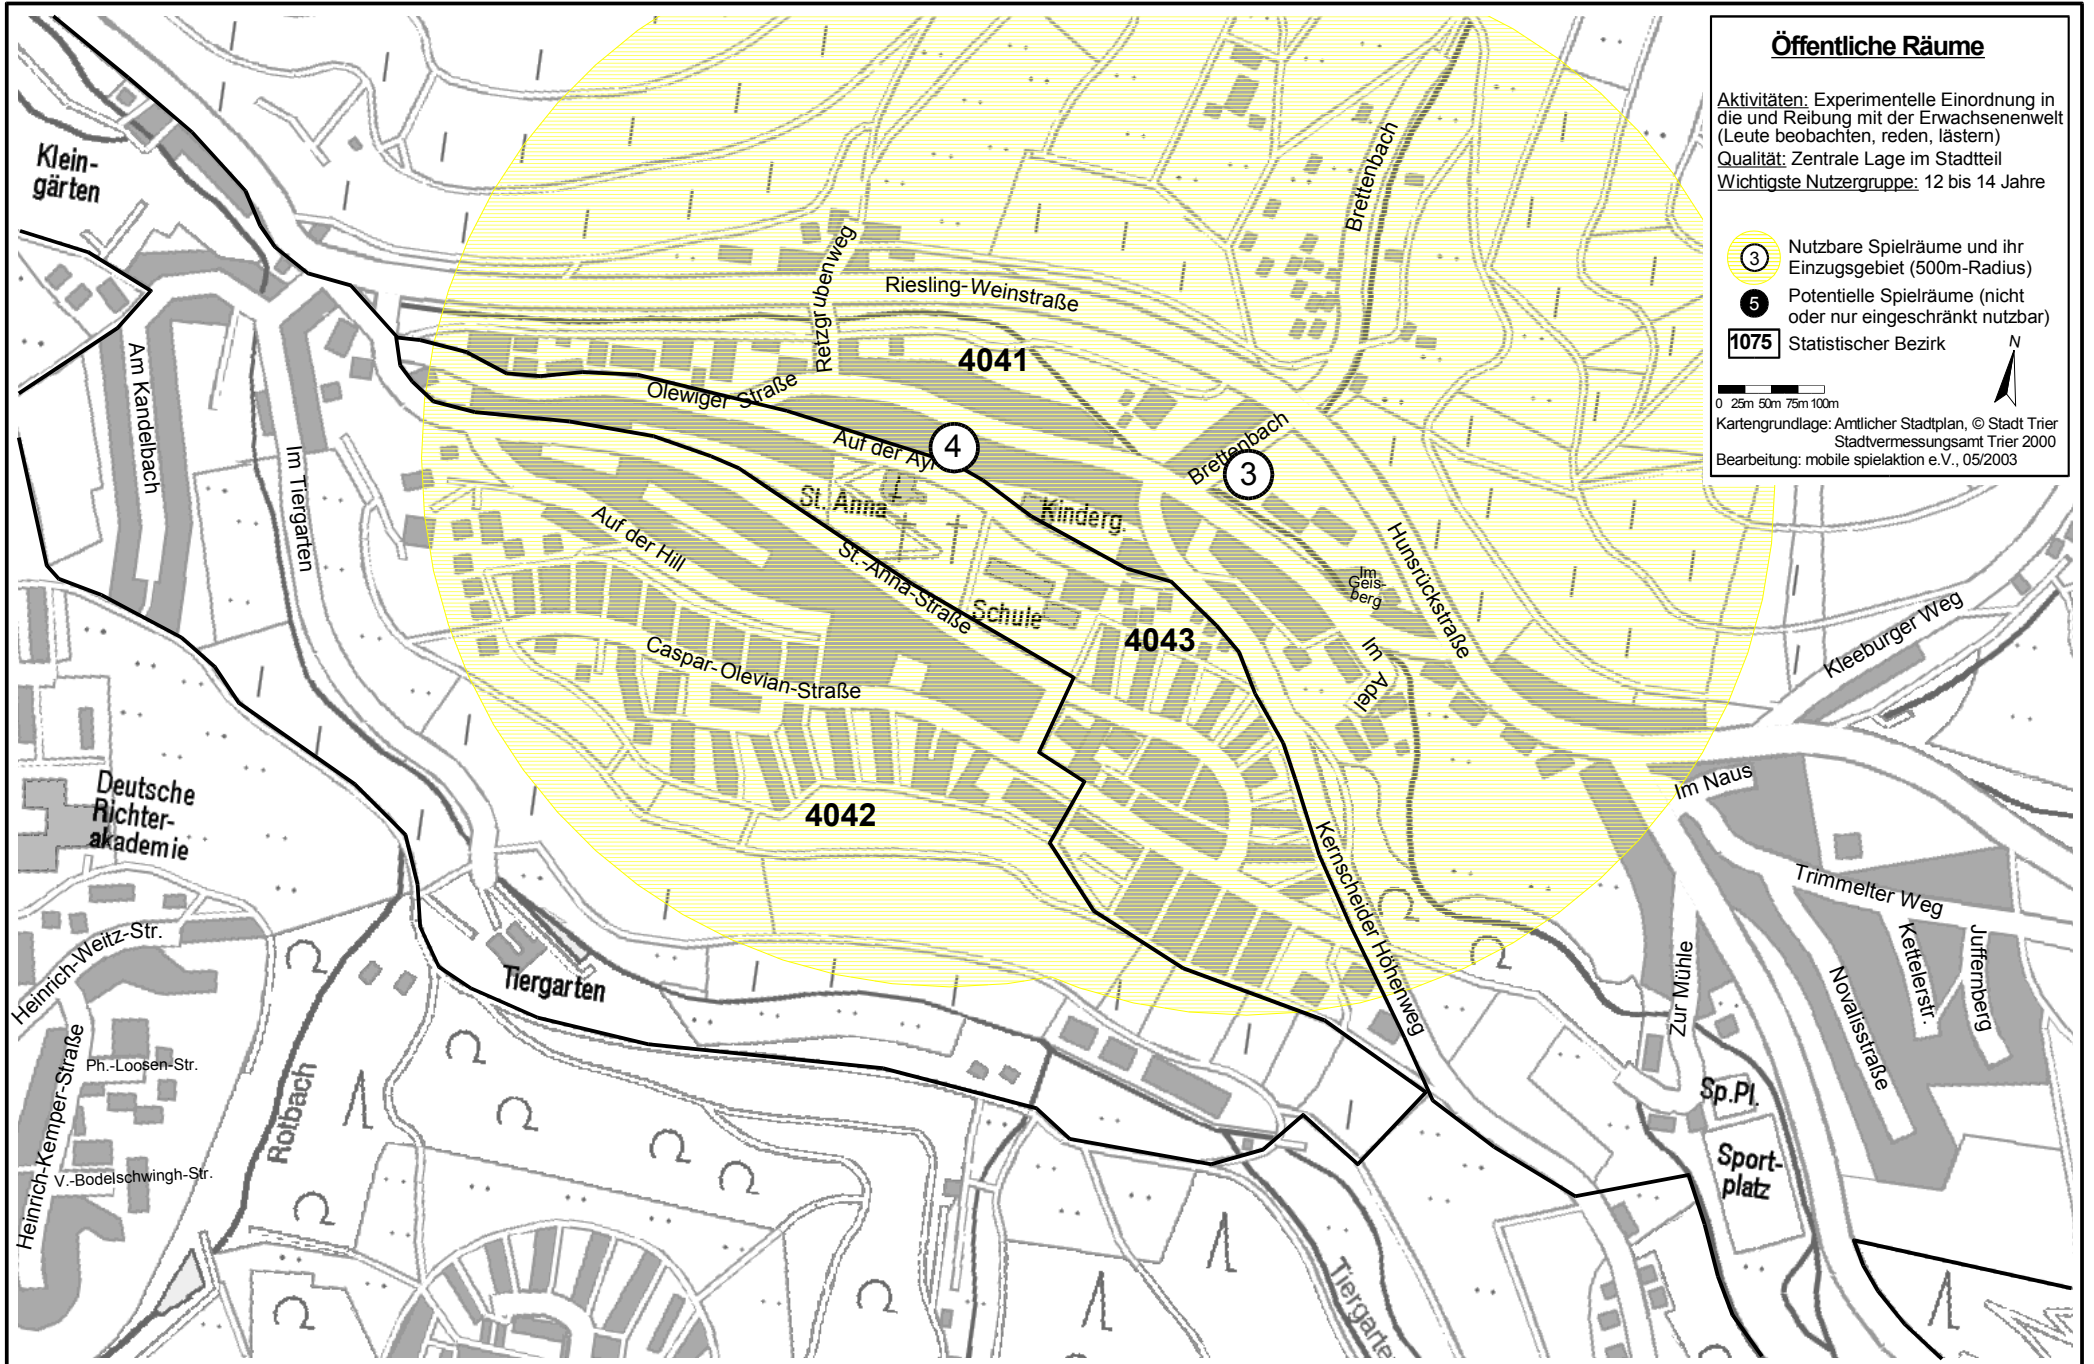 Öffentliche Räume
Aktivitäten: Experimentelle Einordnung in
die und Reibung mit der Erwachsenenwelt
(Leute beobachten, reden, lästern)
Qualität: Zentrale Lage im Stadtteil
Wichtigste Nutzergruppe: 12 bis 14 Jahre
3
Nutzbare Spielräume und ihr
Einzugsgebiet (500m-Radius)
5
Potentielle Spielräume (nicht
oder nur eingeschränkt nutzbar)
1075
Statistischer Bezirk
N
0 25m 50m 75m 100m
Kartengrundlage: Amtlicher Stadtplan, © Stadt Trier
Stadtvermessungsamt Trier 2000
Bearbeitung: mobile spielaktion e.V., 05/2003
Klein-
gärten
Am Kandelbach
Im Tiergarten
Retzgrubenweg
Riesling-Weinstraße
Brettenbach
4041
Olewiger Straße
Auf der Ayl
4
Brettenbach
3
St. Anna
Kinderg.
Auf der Hill
St.-Anna-Straße
Schule
Im
Geis-
berg
Hunsrückstraße
4043
Im
Adel
Caspar-Olevian-Straße
Kleeburger Weg
4042
Im Naus
Deutsche
Richter-
akademie
Kernscheider Höhenweg
Trimmelter Weg
Kettelerstr.
Juffernberg
Novalisstraße
Zur Mühle
Heinrich-Weitz-Str.
Tiergarten
Heinrich-Kemper-Straße
Ph.-Loosen-Str.
Rotbach
V.-Bodelschwingh-Str.
Sp.Pl.
Sport-
platz
Tiergarten